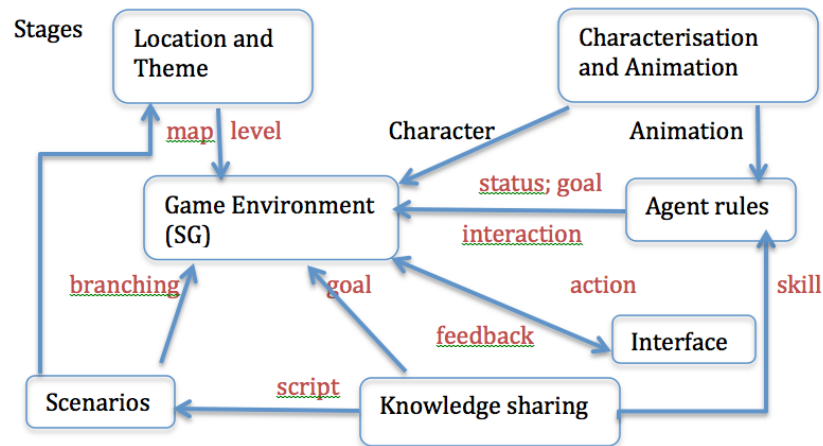 Stages
Location and
Theme
Characterisation
and Animation
map level
Character
Animation
status; goal
Game Environment
(SG)
Agent rules
interaction
branching
goal
action
skill
feedback
Interface
script
Scenarios
Knowledge sharing